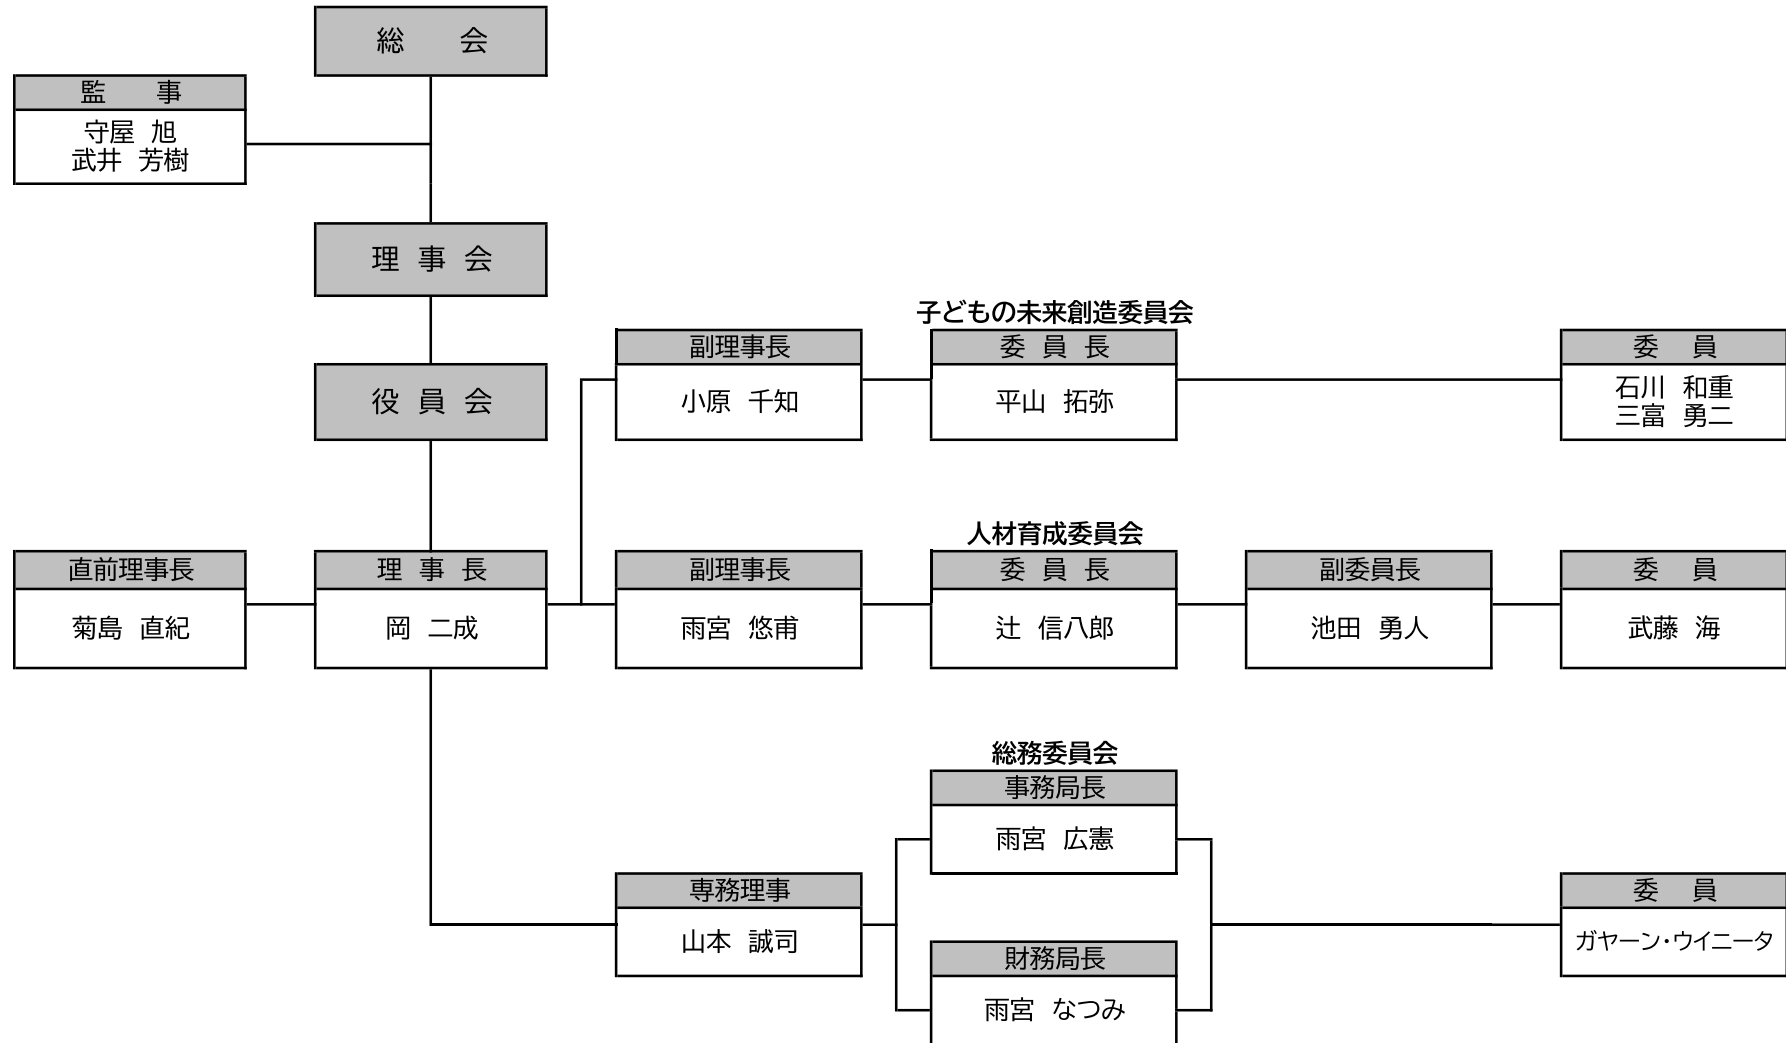 総　会
監　事
守屋 旭
武井 芳樹
理 事 会
役 員 会
子どもの未来創造委員会
副理事長
小原 千知
委 員 長
平山 拓弥
委　員
石川 和重
三富 勇二
人材育成委員会
直前理事長
菊島 直紀
理 事 長
岡 二成
副理事長
雨宮 悠甫
委 員 長
辻 信八郎
副委員長
池田 勇人
委　員
武藤 海
総務委員会
事務局長
雨宮 広憲
専務理事
山本 誠司
財務局長
雨宮 なつみ
委　員
ガヤーン・ウイニータ